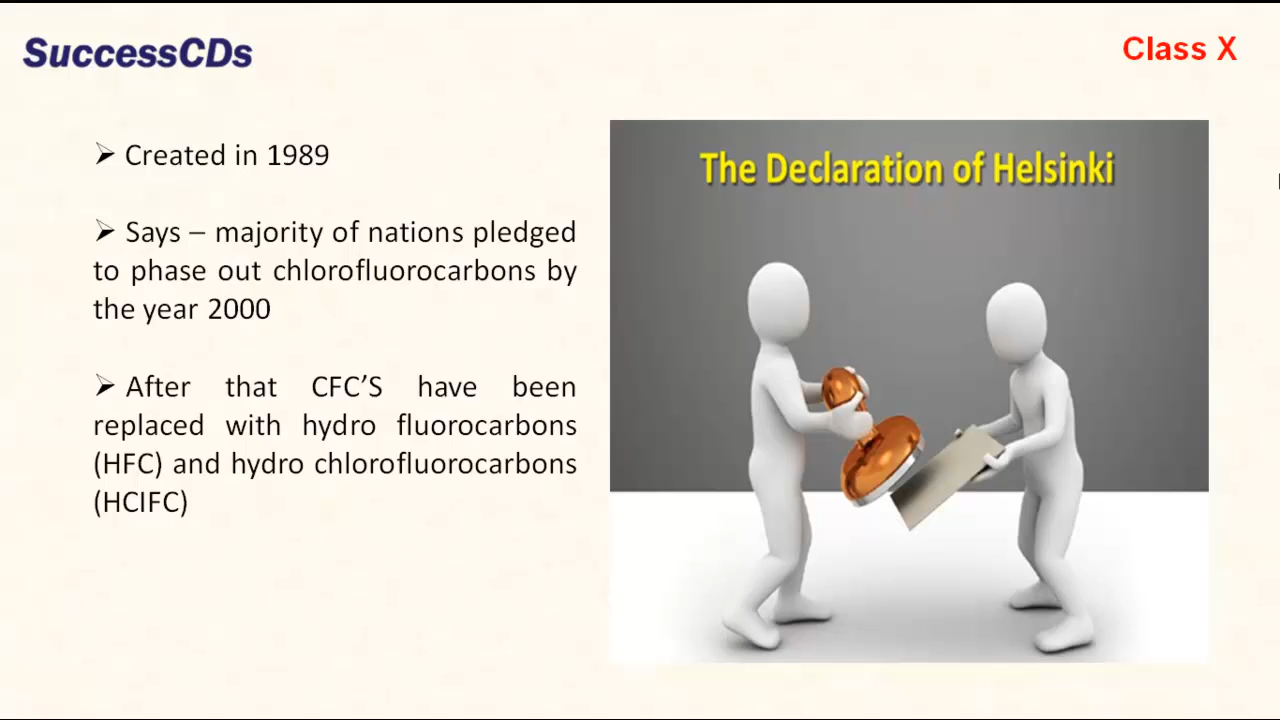 SuccessCDs
Class X
➢ Created in 1989
➢ Says – majority of nations pledged
to phase out chlorofluorocarbons by
the year 2000
➢ After that CFC’S have been
replaced with hydro fluorocarbons
(HFC) and hydro chlorofluorocarbons
(HCIFC)
The Declaration of Helsinki